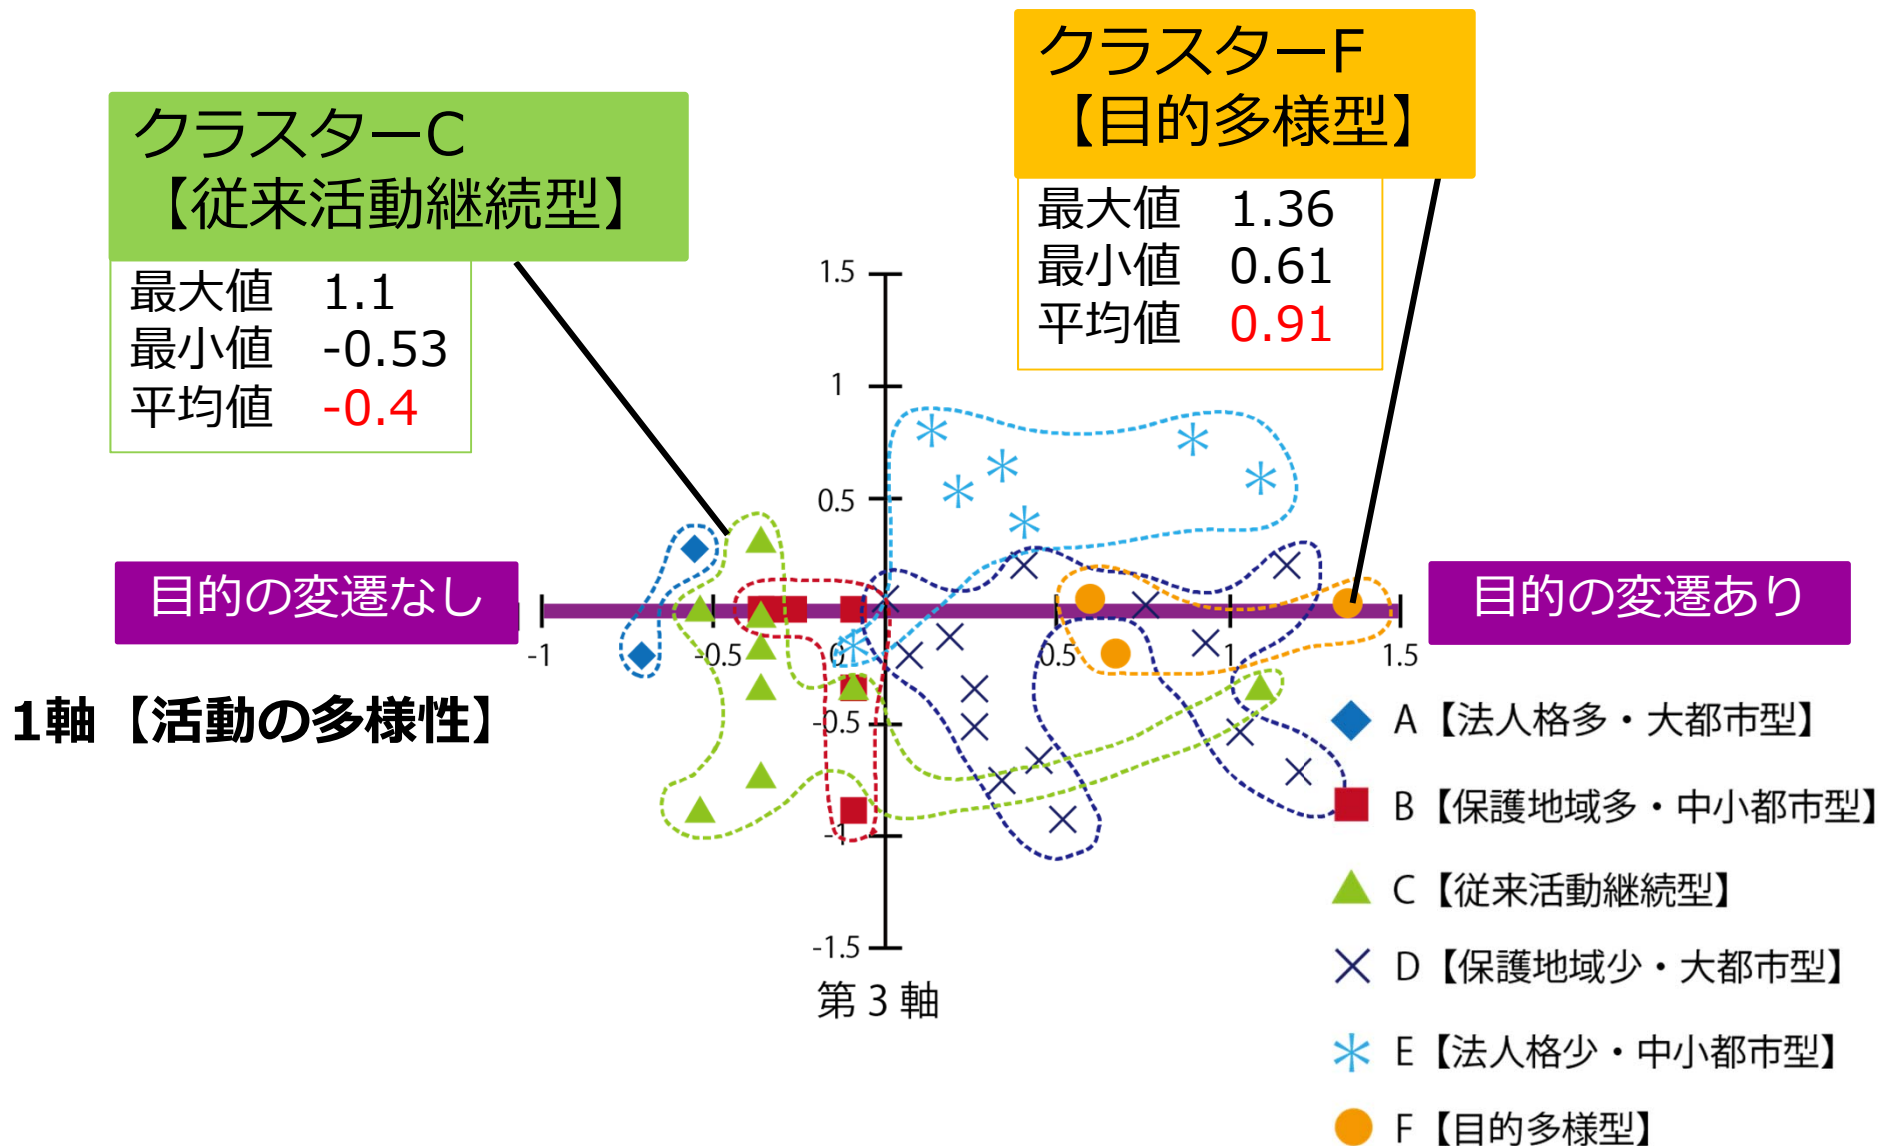 クラスターF
【目的多様型】
最大値 1.36
最小値 0.61
平均値 0.91
クラスターC
【従来活動継続型】
最大値 1.1
最小値 -0.53
平均値 -0.4
1.5
1
0.5
目的の変遷なし
目的の変遷あり
-1
-0.5
0
0.5
1
1.5
-0.5
-1
-1.5
1軸【活動の多様性】
第３軸
A【法人格多・大都市型】
B【保護地域多・中小都市型】
C【従来活動継続型】
D【保護地域少・大都市型】
E【法人格少・中小都市型】
F【目的多様型】